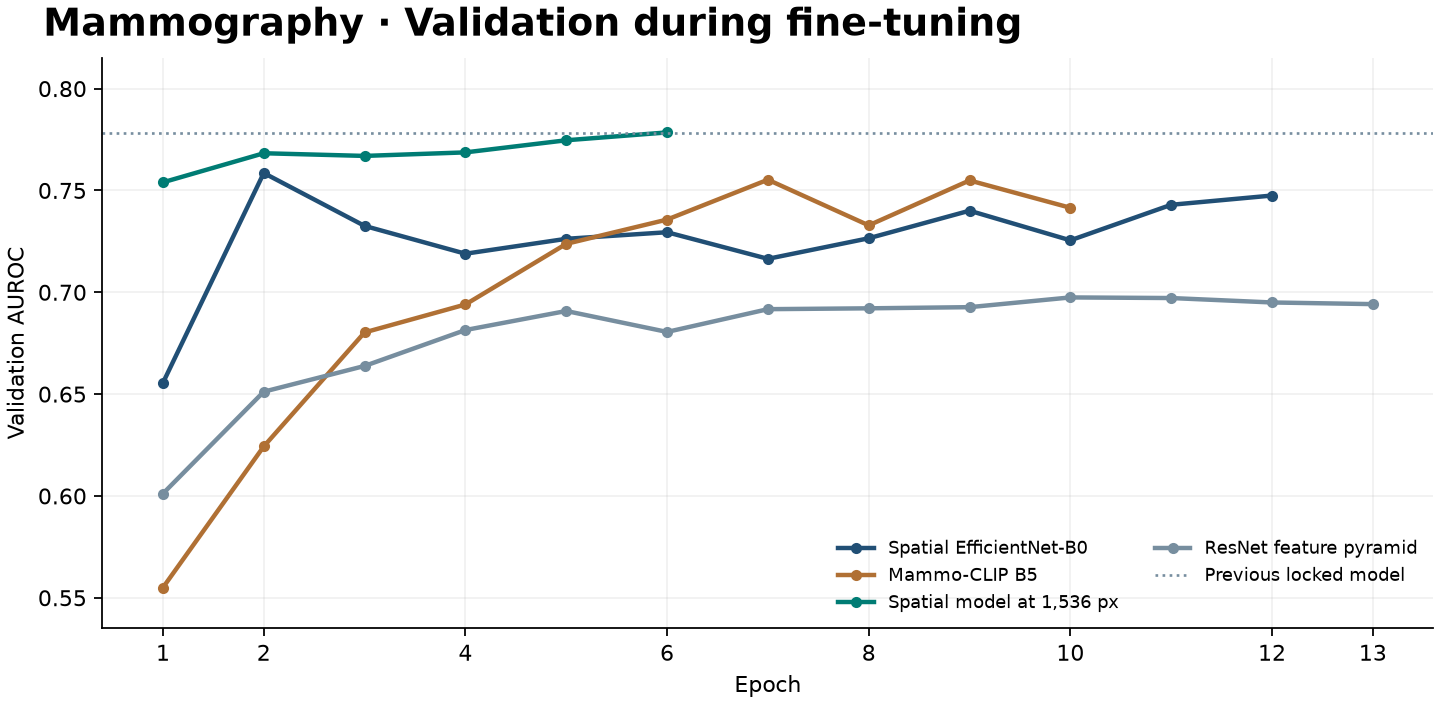 Mammography · Validation during fine-tuning
Validation AUROC
0.80
0.75
0.70
0.65
0.60
0.55
1 2 4 6 8 10 12 13
Epoch
Spatial EfficientNet-B0
Mammo-CLIP B5
Spatial model at 1,536 px
ResNet feature pyramid
Previous locked model